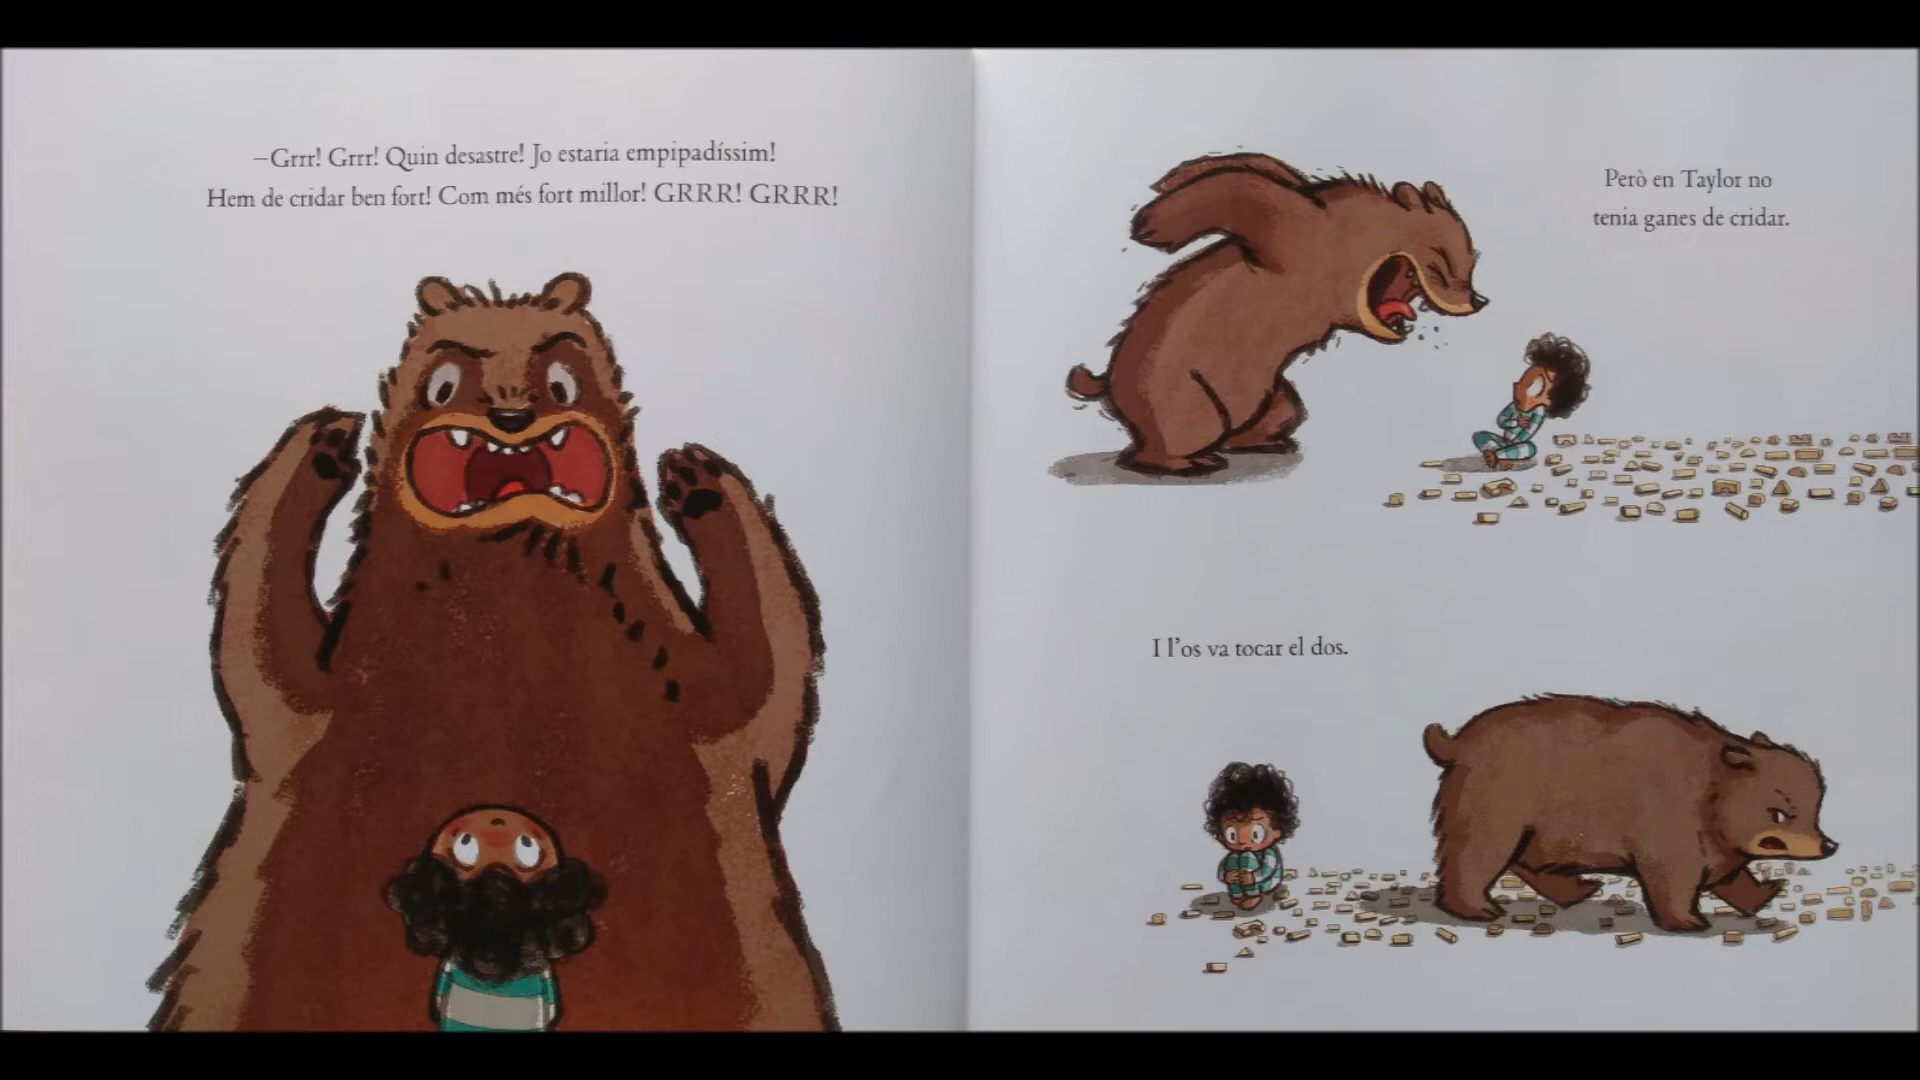 –Grrr! Grrr! Quin desastre! Jo estaria empipadíssim!
Hem de cridar ben fort! Com més fort millor! GRRR! GRRR!
Però en Taylor no
tenia ganes de cridar.
I l’os va tocar el dos.